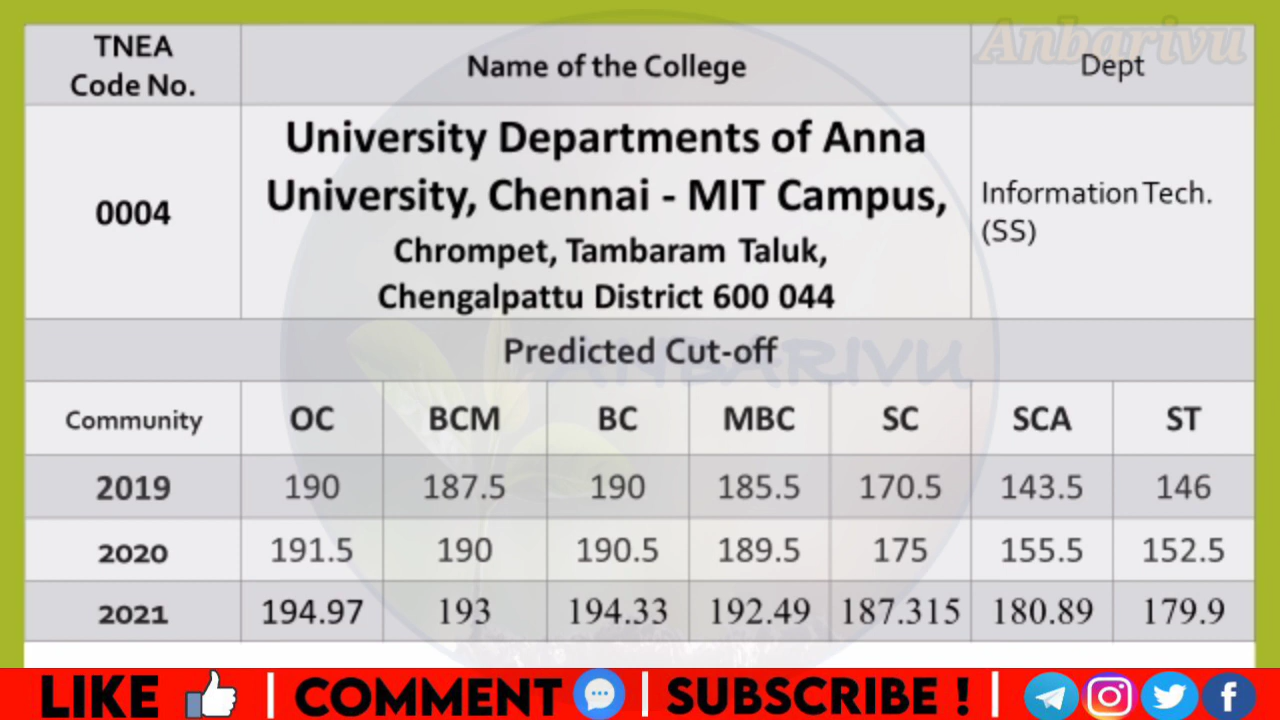 Anbarivu
TNEA
Code No.
Name of the College
Dept
0004
University Departments of Anna
University, Chennai - MIT Campus,
Chrompet, Tambaram Taluk,
Chengalpattu District 600 044
Information Tech.
(SS)
Predicted Cut-off
ANBARIVU
Community OC BCM BC MBC SC SCA ST
2019 190 187.5 190 185.5 170.5 143.5 146
2020 191.5 190 190.5 189.5 175 155.5 152.5
2021 194.97 193 194.33 192.49 187.315 180.89 179.9
LIKE | COMMENT | SUBSCRIBE ! |